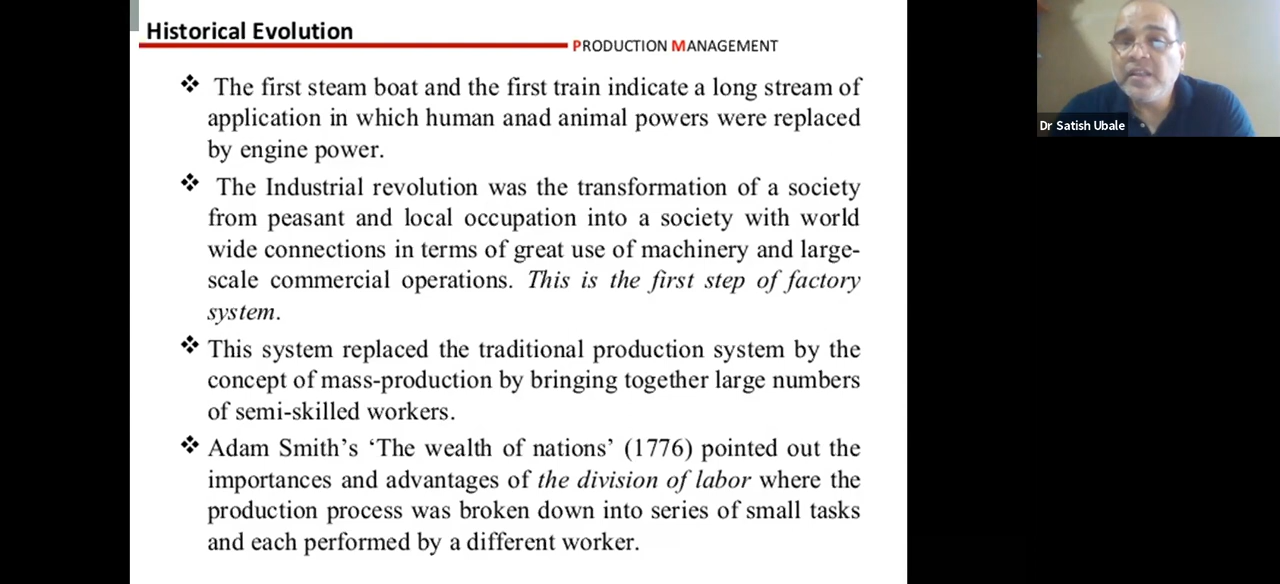 Historical Evolution
PRODUCTION MANAGEMENT
❖ The first steam boat and the first train indicate a long stream of
application in which human anad animal powers were replaced
by engine power.
❖ The Industrial revolution was the transformation of a society
from peasant and local occupation into a society with world
wide connections in terms of great use of machinery and large-
scale commercial operations. This is the first step of factory
system.
❖ This system replaced the traditional production system by the
concept of mass-production by bringing together large numbers
of semi-skilled workers.
❖ Adam Smith’s ‘The wealth of nations’ (1776) pointed out the
importances and advantages of the division of labor where the
production process was broken down into series of small tasks
and each performed by a different worker.
Dr Satish Ubale